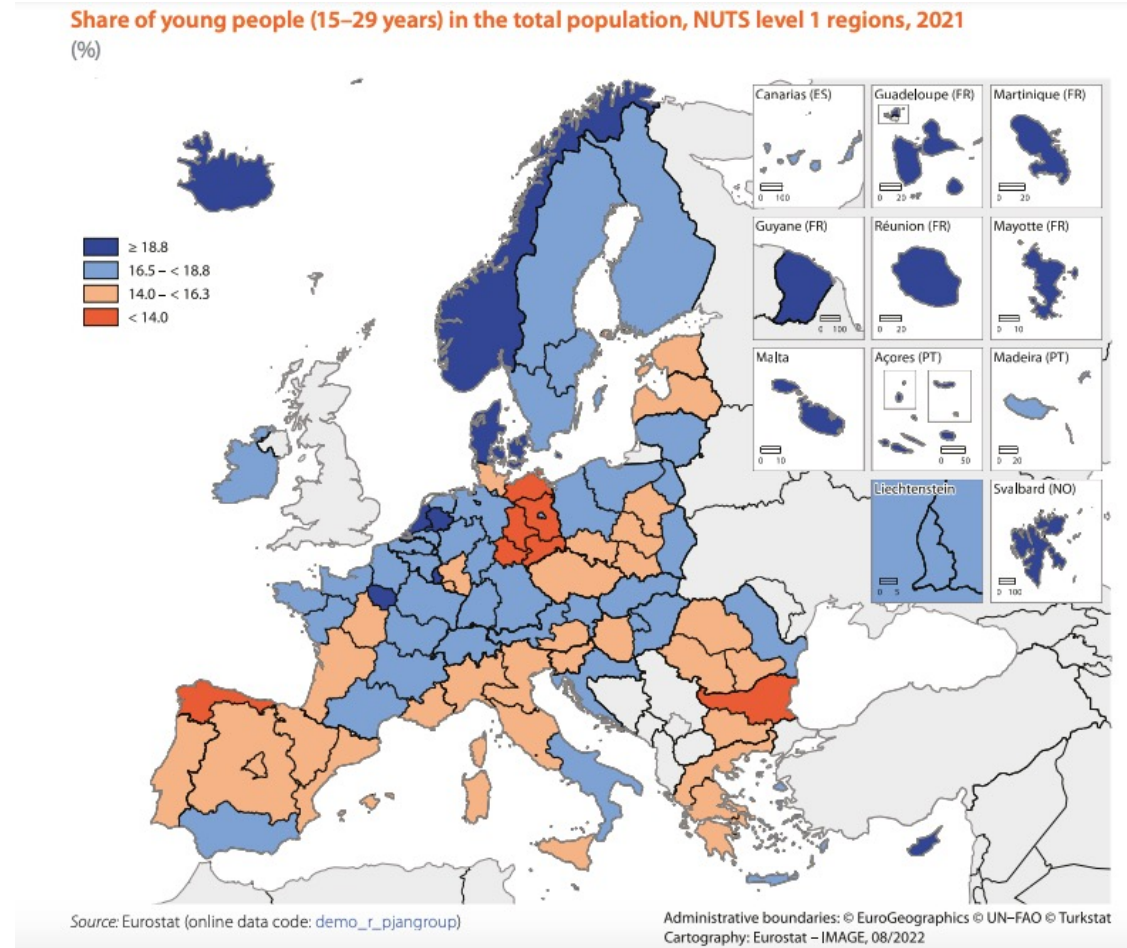 Share of young people (15–29 years) in the total population, NUTS level 1 regions, 2021
(%)
≥ 18.8
16.5 – < 18.8
14.0 – < 16.3
< 14.0
Canarias (ES)
0 100
Guadeloupe (FR)
0 20
Martinique (FR)
0 20
Guyane (FR)
0 100
Réunion (FR)
0 20
Mayotte (FR)
0 10
Malta
0 10
Açores (PT)
0 50
Madeira (PT)
0 20
Liechtenstein
0 5
Svalbard (NO)
0 100
Source: Eurostat (online data code: demo_r_pjangroup)
Administrative boundaries: © EuroGeographics © UN–FAO © Turkstat
Cartography: Eurostat – IMAGE, 08/2022